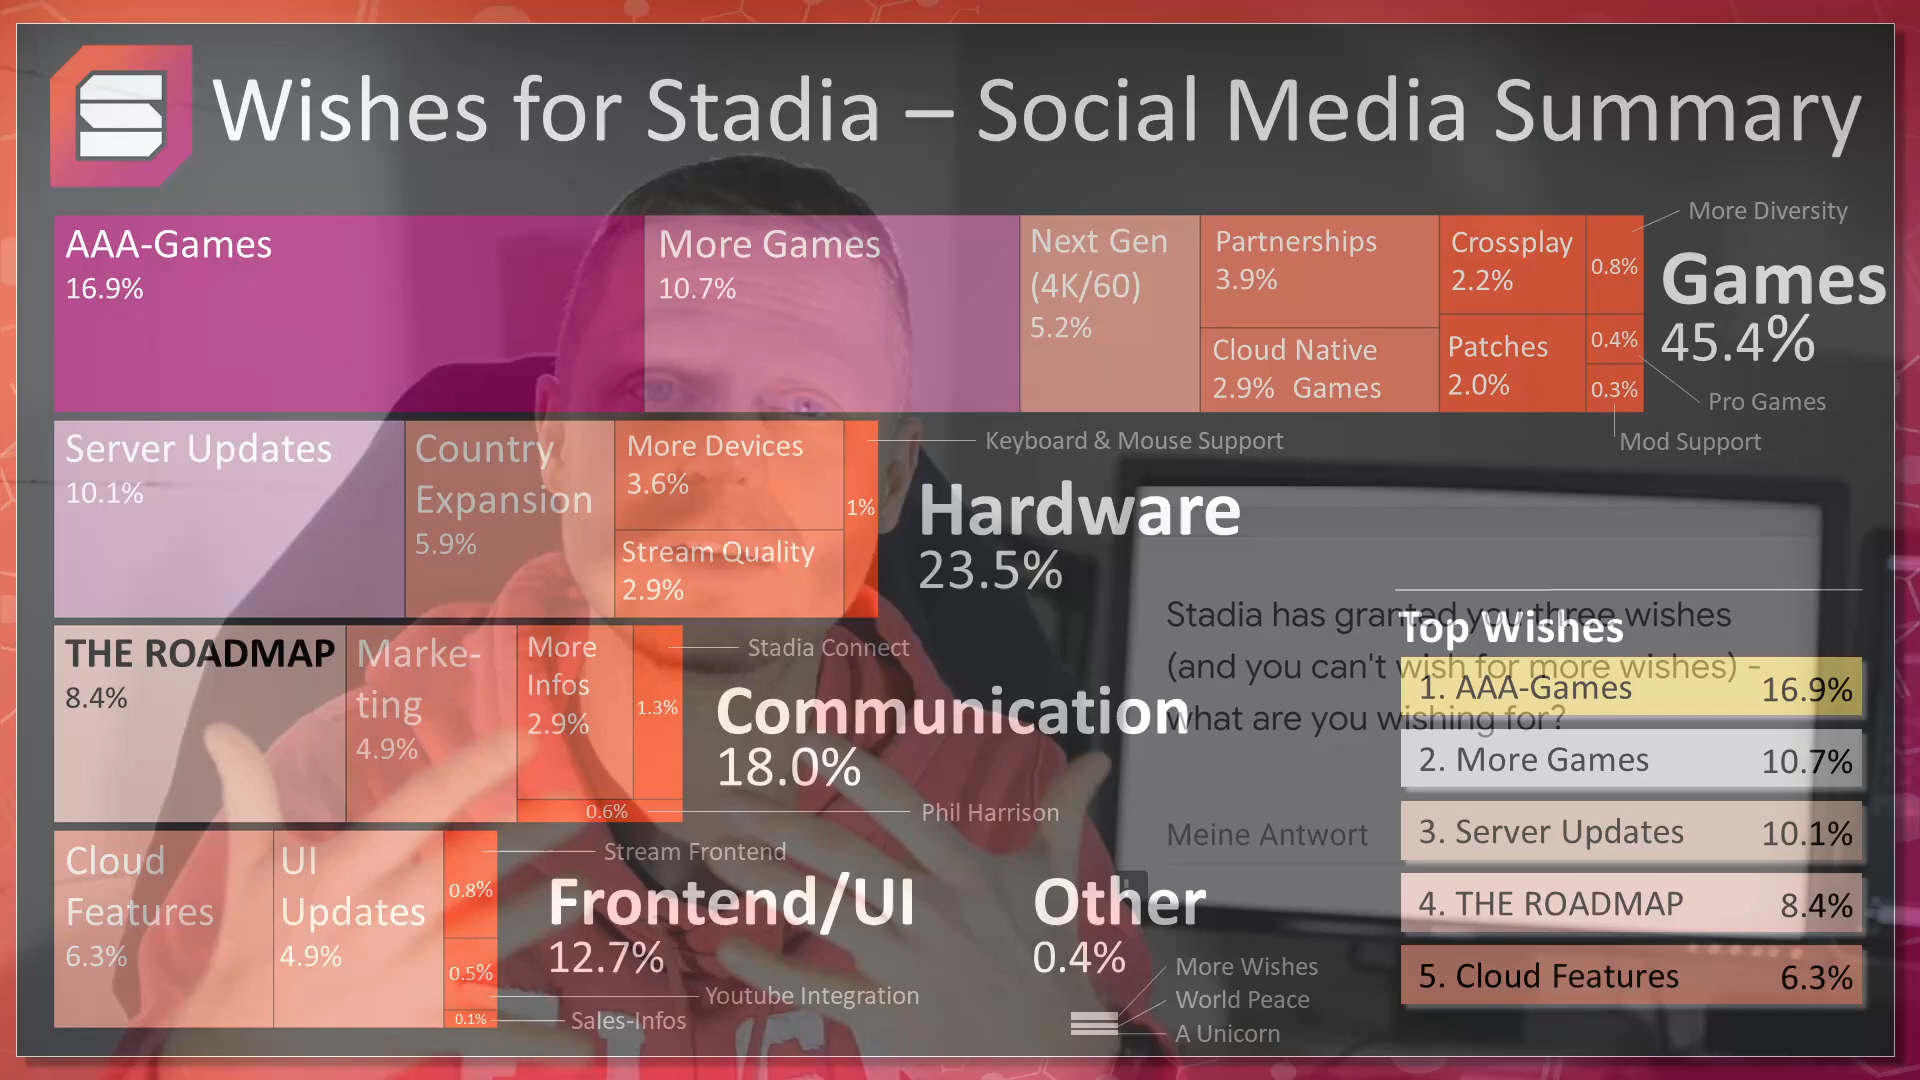 Wishes for Stadia – Social Media Summary
AAA-Games
16.9%
More Games
10.7%
Next Gen
(4K/60)
5.2%
Partnerships
3.9%
Cloud Native
2.9% Games
Crossplay
2.2%
Patches
2.0%
0.8%
0.4%
0.3%
More Diversity
Games
45.4%
Pro Games
Mod Support
Server Updates
10.1%
Country
Expansion
5.9%
More Devices
3.6%
Stream Quality
2.9%
1%
Keyboard & Mouse Support
Hardware
23.5%
THE ROADMAP
8.4%
Marke-
ting
4.9%
More
Infos
2.9%
1.3%
0.6%
Stadia Connect
Communication
18.0%
Phil Harrison
Cloud
Features
6.3%
UI
Updates
4.9%
0.8%
0.5%
0.1%
Stream Frontend
Frontend/UI
12.7%
Youtube Integration
Sales-Infos
Other
0.4%
More Wishes
World Peace
A Unicorn
Stadia has granted you three wishes
(and you can't wish for more wishes) -
what are you wishing for?
Meine Antwort
Top Wishes
1. AAA-Games 16.9%
2. More Games 10.7%
3. Server Updates 10.1%
4. THE ROADMAP 8.4%
5. Cloud Features 6.3%